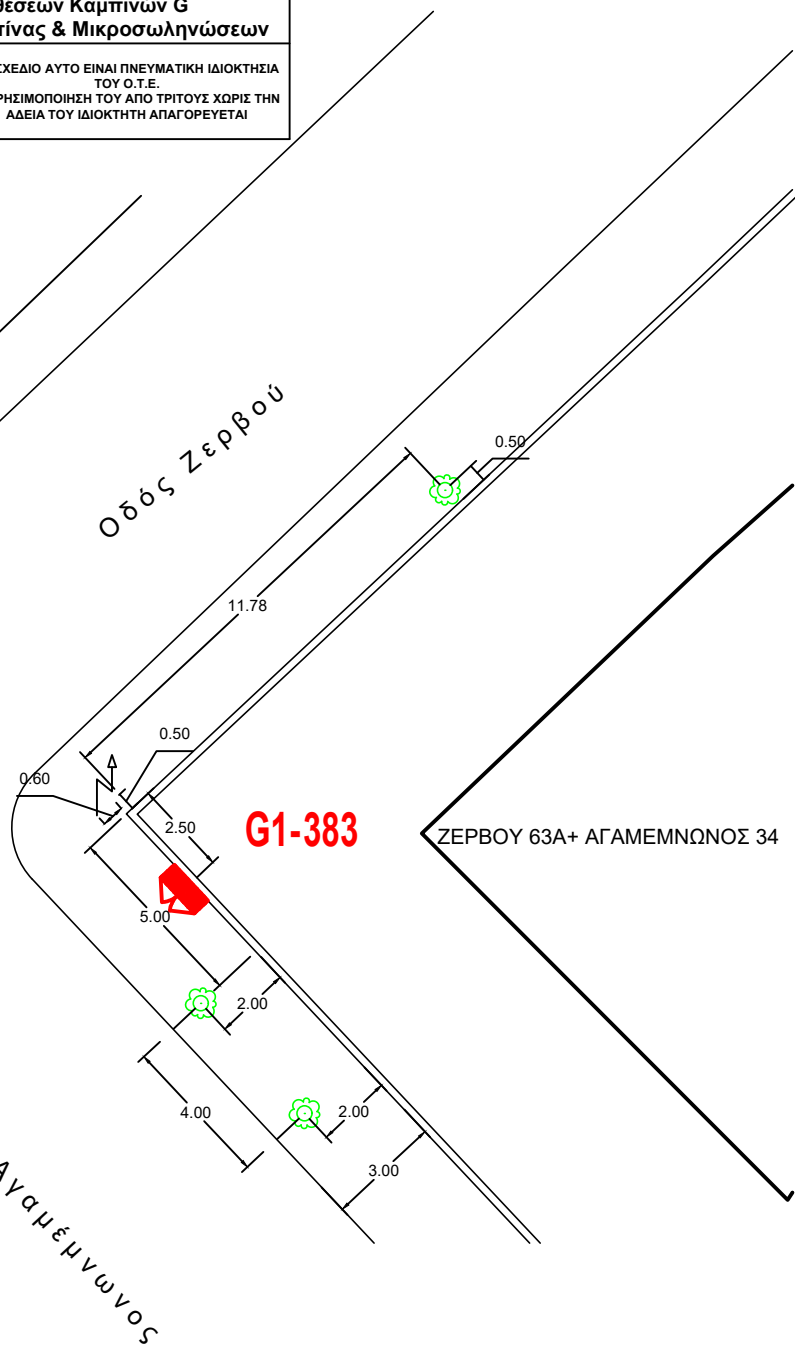 θέσεων Καμπινών G
τίνας & Μικροσωληνώσεων
ΣΧΕΔΙΟ ΑΥΤΟ ΕΙΝΑΙ ΠΝΕΥΜΑΤΙΚΗ ΙΔΙΟΚΤΗΣΙΑ
ΤΟΥ Ο.Τ.Ε.
ΡΗΣΙΜΟΠΟΙΗΣΗ ΤΟΥ ΑΠΟ ΤΡΙΤΟΥΣ ΧΩΡΙΣ ΤΗΝ
ΑΔΕΙΑ ΤΟΥ ΙΔΙΟΚΤΗΤΗ ΑΠΑΓΟΡΕΥΕΤΑΙ
Οδός Ζερβού
0.50
11.78
0.50
0.60
2.50
G1-383
ΖΕΡΒΟΥ 63Α+ ΑΓΑΜΕΜΝΩΝΟΣ 34
5.00
2.00
4.00
2.00
3.00
Αγαμέμνωνος